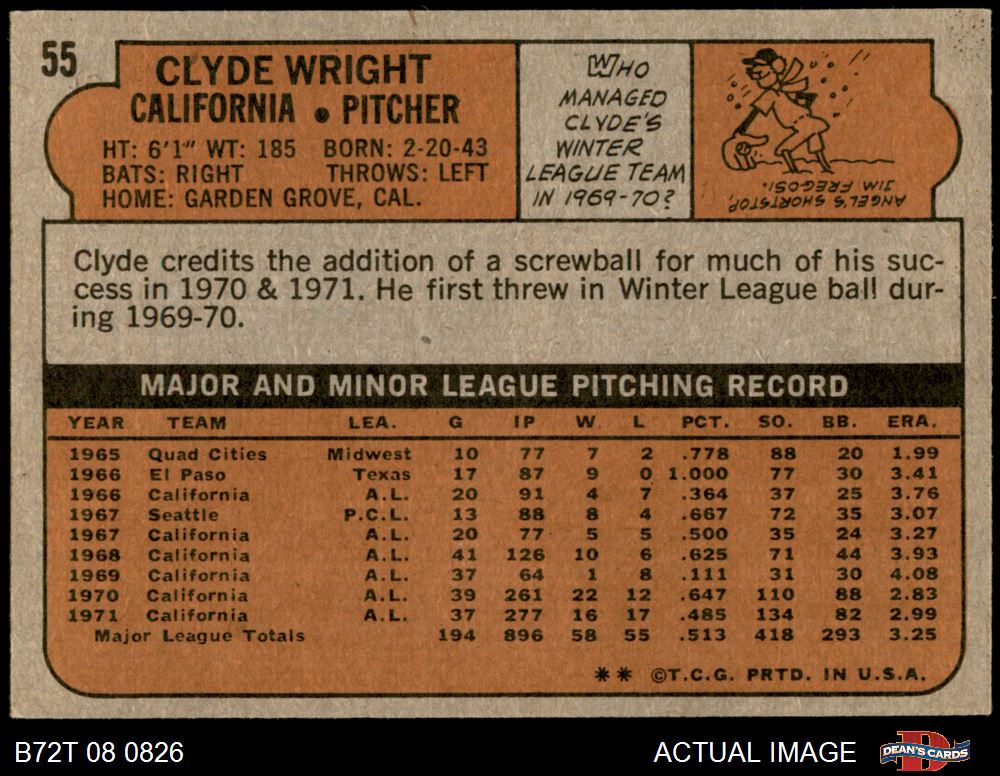 55
CLYDE WRIGHT
CALIFORNIA • PITCHER
HT: 6'1" WT: 185 BORN: 2-20-43
BATS: RIGHT THROWS: LEFT
HOME: GARDEN GROVE, CAL.
WHO
MANAGED
CLYDE'S
WINTER
LEAGUE TEAM
IN 1969-70?
ANGEL'S SHORTSTOP,
JIM FREGOSI.
Clyde credits the addition of a screwball for much of his suc-
cess in 1970 & 1971. He first threw in Winter League ball dur-
ing 1969-70.
MAJOR AND MINOR LEAGUE PITCHING RECORD
YEAR TEAM LEA. G IP W. L PCT. SO. BB. ERA.
1965 Quad Cities Midwest 10 77 7 2 .778 88 20 1.99
1966 El Paso Texas 17 87 9 0 1.000 77 30 3.41
1966 California A.L. 20 91 4 7 .364 37 25 3.76
1967 Seattle P.C.L. 13 88 8 4 .667 72 35 3.07
1967 California A.L. 20 77 5 5 .500 35 24 3.27
1968 California A.L. 41 126 10 6 .625 71 44 3.93
1969 California A.L. 37 64 1 8 .111 31 30 4.08
1970 California A.L. 39 261 22 12 .647 110 88 2.83
1971 California A.L. 37 277 16 17 .485 134 82 2.99
Major League Totals 194 896 58 55 .513 418 293 3.25
** ©T.C.G. PRTD. IN U.S.A.
B72T 08 0826 ACTUAL IMAGE D DEAN'S CARDS